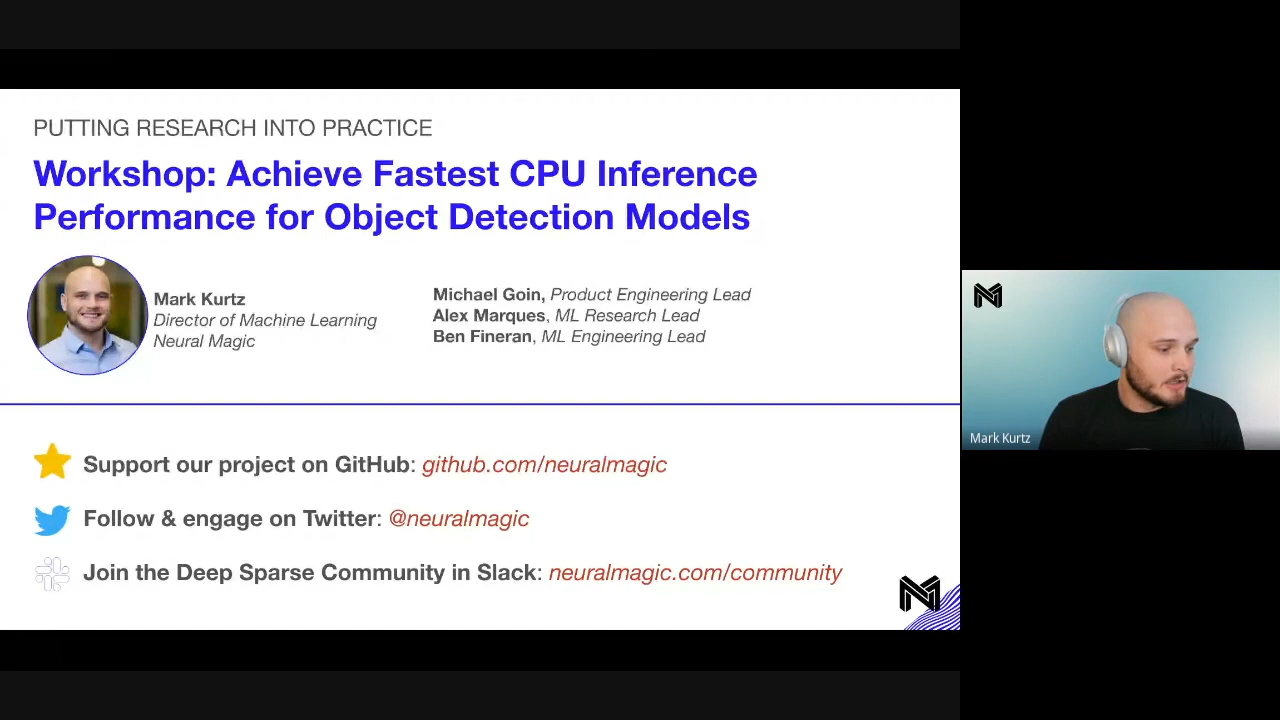 PUTTING RESEARCH INTO PRACTICE
Workshop: Achieve Fastest CPU Inference
Performance for Object Detection Models
Mark Kurtz
Director of Machine Learning
Neural Magic
Michael Goin, Product Engineering Lead
Alex Marques, ML Research Lead
Ben Fineran, ML Engineering Lead
Support our project on GitHub: github.com/neuralmagic
Follow & engage on Twitter: @neuralmagic
Join the Deep Sparse Community in Slack: neuralmagic.com/community
Mark Kurtz